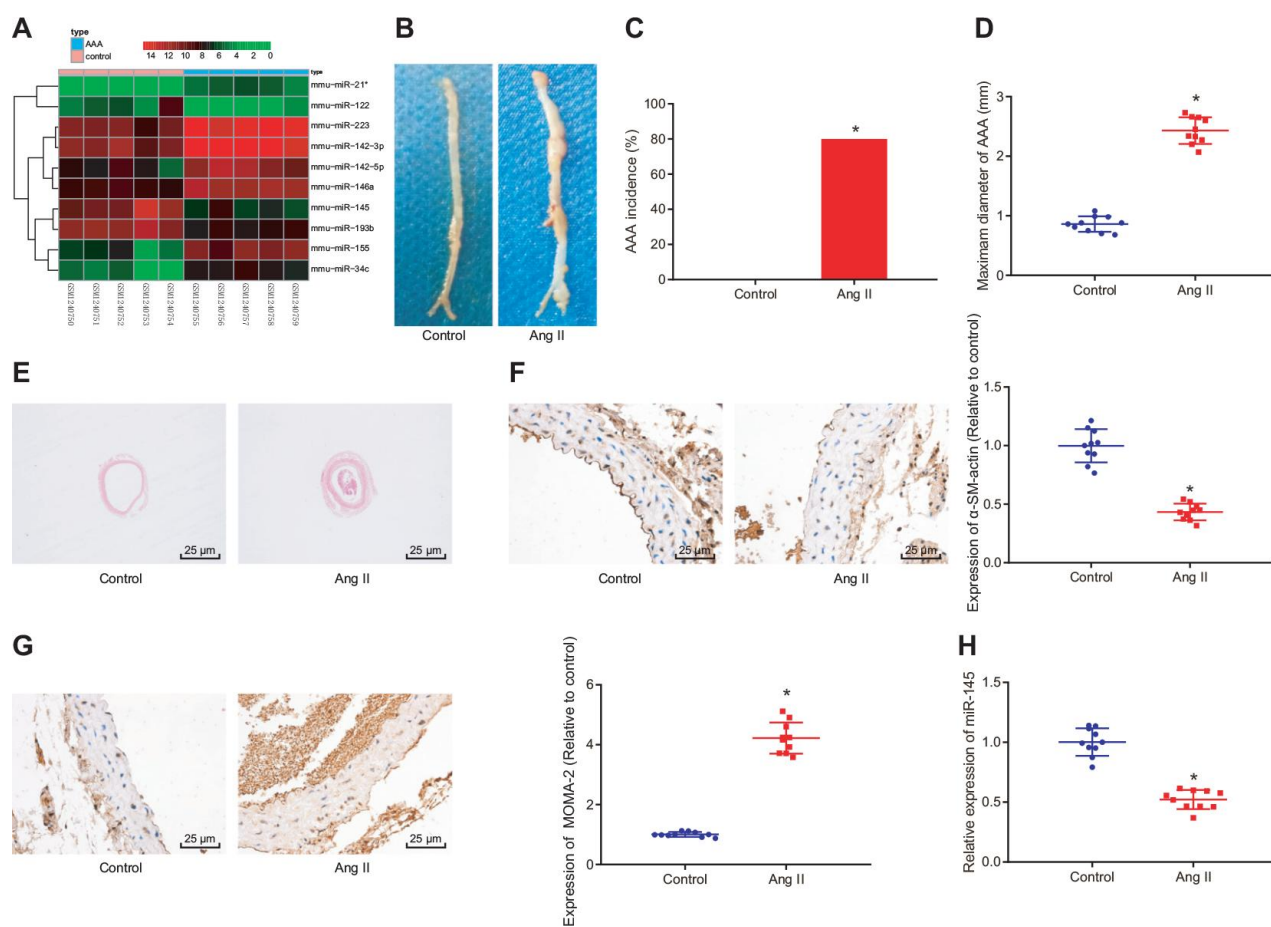 A
type
AAA
control
14 12 10 8 6 4 2 0
type
mmu-miR-21*
mmu-miR-122
mmu-miR-223
mmu-miR-142-3p
mmu-miR-142-5p
mmu-miR-146a
mmu-miR-145
mmu-miR-193b
mmu-miR-155
mmu-miR-34c
GSM1240750
GSM1240751
GSM1240752
GSM1240753
GSM1240754
GSM1240755
GSM1240756
GSM1240757
GSM1240758
GSM1240759
B
Control
Ang II
C
AAA incidence (%)
100
80
60
40
20
0
*
Control
Ang II
D
Maximam diameter of AAA (mm)
3
2
1
0
*
Control
Ang II
E
25 μm
25 μm
Control
Ang II
F
25 μm
25 μm
Control
Ang II
Expression of α-SM-actin (Relative to control)
1.5
1.0
0.5
0.0
*
Control
Ang II
G
25 μm
25 μm
Control
Ang II
Expression of MOMA-2 (Relative to control)
6
4
2
0
*
Control
Ang II
H
Relative expression of miR-145
1.5
1.0
0.5
0.0
*
Control
Ang II